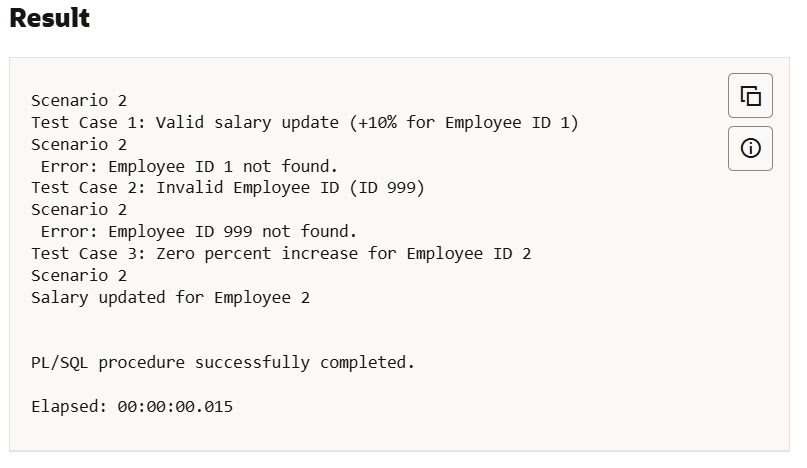 Result
Scenario 2
Test Case 1: Valid salary update (+10% for Employee ID 1)
Scenario 2
Error: Employee ID 1 not found.
Test Case 2: Invalid Employee ID (ID 999)
Scenario 2
Error: Employee ID 999 not found.
Test Case 3: Zero percent increase for Employee ID 2
Scenario 2
Salary updated for Employee 2
PL/SQL procedure successfully completed.
Elapsed: 00:00:00.015